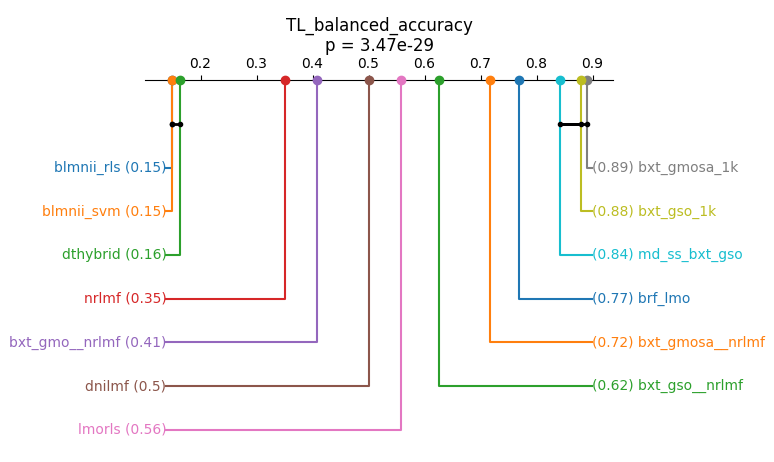 TL_balanced_accuracy
p = 3.47e-29
0.2 0.3 0.4 0.5 0.6 0.7 0.8 0.9
blmnii_rls (0.15) (0.89) bxt_gmosa_1k
blmnii_svm (0.15) (0.88) bxt_gso_1k
dthybrid (0.16) (0.84) md_ss_bxt_gso
nrlmf (0.35) (0.77) brf_lmo
bxt_gmo__nrlmf (0.41) (0.72) bxt_gmosa__nrlmf
dnilmf (0.5) (0.62) bxt_gso__nrlmf
lmorls (0.56)